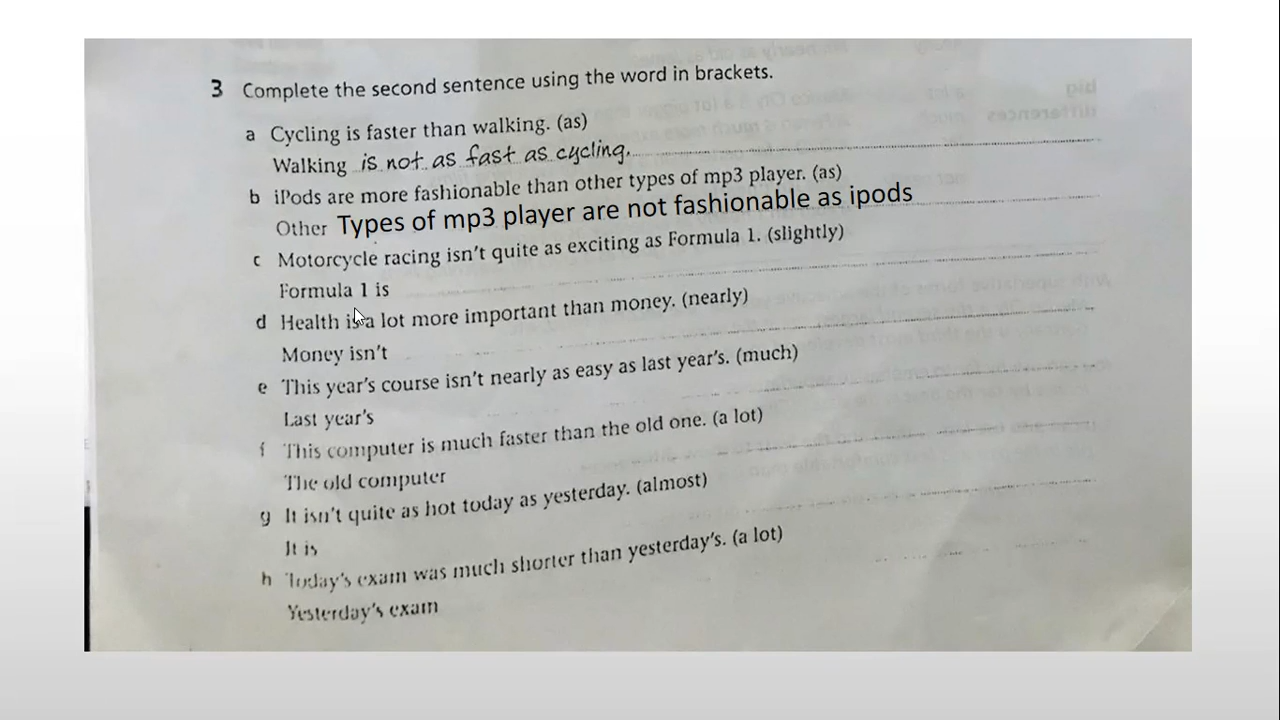 3 Complete the second sentence using the word in brackets.
a Cycling is faster than walking. (as)
Walking is not as fast as cycling.
b iPods are more fashionable than other types of mp3 player. (as)
Other Types of mp3 player are not fashionable as ipods
c Motorcycle racing isn't quite as exciting as Formula 1. (slightly)
Formula 1 is
d Health is a lot more important than money. (nearly)
Money isn't
e This year's course isn't nearly as easy as last year's. (much)
Last year's
f This computer is much faster than the old one. (a lot)
The old computer
g It isn't quite as hot today as yesterday. (almost)
It is
h Today's exam was much shorter than yesterday's. (a lot)
Yesterday's exam